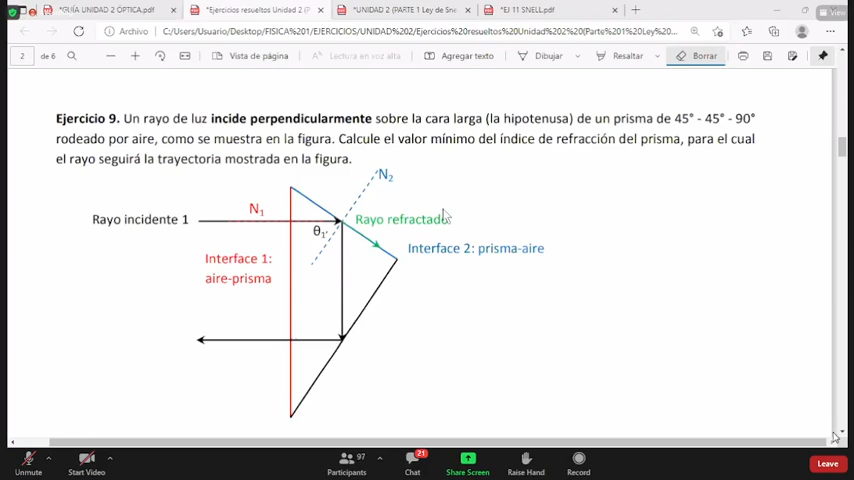 *GUÍA UNIDAD 2 ÓPTICA.pdf
*Ejercicios resueltos Unidad 2 (P
*UNIDAD 2 (PARTE 1 Ley de Snel
*EJ 11 SNELL.pdf
View
Archivo
C:/Users/Usuario/Desktop/FISICA%201/EJERCICIOS/UNIDAD%202/Ejercicios%20resueltos%20Unidad%202%20(Parte%201%20Ley%20...
2 de 6
Vista de página
Lectura en voz alta
Agregar texto
Dibujar
Resaltar
Borrar
Ejercicio 9. Un rayo de luz incide perpendicularmente sobre la cara larga (la hipotenusa) de un prisma de 45° - 45° - 90°
rodeado por aire, como se muestra en la figura. Calcule el valor mínimo del índice de refracción del prisma, para el cual
el rayo seguirá la trayectoria mostrada en la figura.
N₂
N₁
Rayo incidente 1
Rayo refractado
θ₁'
Interface 2: prisma-aire
Interface 1:
aire-prisma
Unmute
Start Video
97
Participants
21
Chat
Share Screen
Raise Hand
Record
Leave